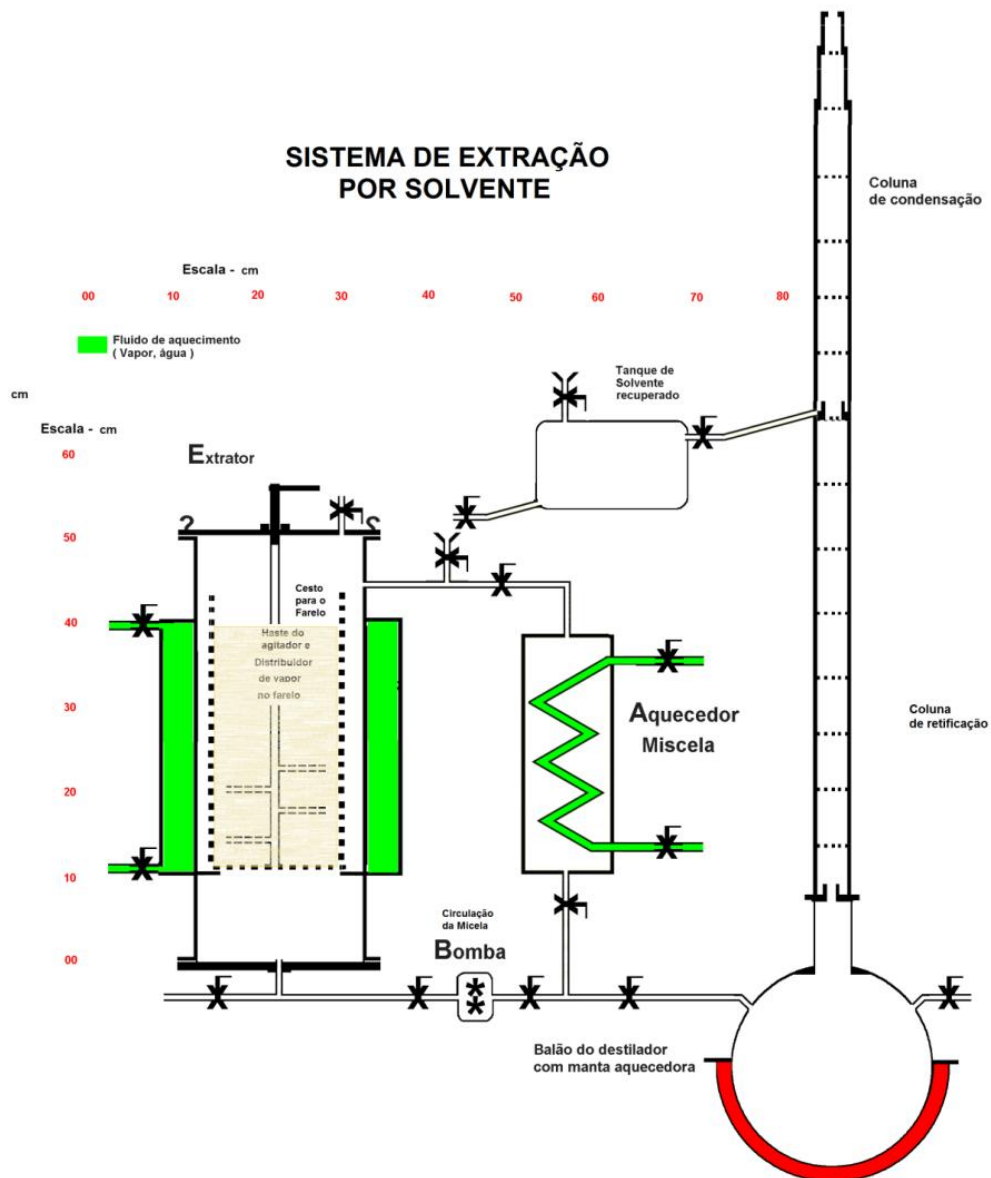 SISTEMA DE EXTRAÇÃO
POR SOLVENTE
Coluna
de condensação
Escala - cm
00 10 20 30 40 50 60 70 80
Fluido de aquecimento
( Vapor, água )
Tanque de
Solvente
recuperado
cm
Escala - cm
60
50
40
30
20
10
00
Extrator
Cesto
para o
Farelo
Haste do
agitador e
Distribuidor
de vapor
no farelo
Aquecedor
Miscela
Coluna
de retificação
Circulação
da Micela
Bomba
Balão do destilador
com manta aquecedora